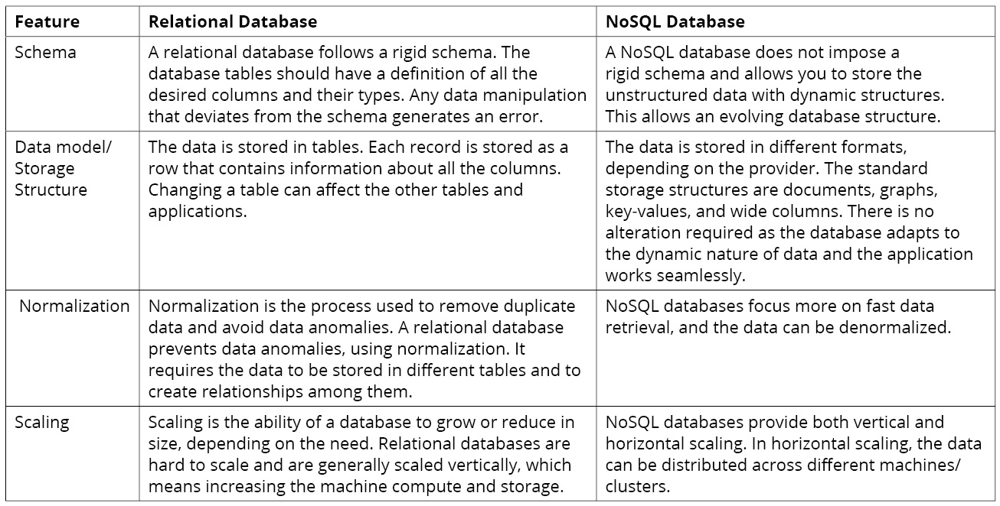 Feature
Relational Database
NoSQL Database
Schema
A relational database follows a rigid schema. The
database tables should have a definition of all the
desired columns and their types. Any data manipulation
that deviates from the schema generates an error.
A NoSQL database does not impose a
rigid schema and allows you to store the
unstructured data with dynamic structures.
This allows an evolving database structure.
Data model/
Storage
Structure
The data is stored in tables. Each record is stored as a
row that contains information about all the columns.
Changing a table can affect the other tables and
applications.
The data is stored in different formats,
depending on the provider. The standard
storage structures are documents, graphs,
key-values, and wide columns. There is no
alteration required as the database adapts to
the dynamic nature of data and the application
works seamlessly.
Normalization
Normalization is the process used to remove duplicate
data and avoid data anomalies. A relational database
prevents data anomalies, using normalization. It
requires the data to be stored in different tables and to
create relationships among them.
NoSQL databases focus more on fast data
retrieval, and the data can be denormalized.
Scaling
Scaling is the ability of a database to grow or reduce in
size, depending on the need. Relational databases are
hard to scale and are generally scaled vertically, which
means increasing the machine compute and storage.
NoSQL databases provide both vertical and
horizontal scaling. In horizontal scaling, the data
can be distributed across different machines/
clusters.